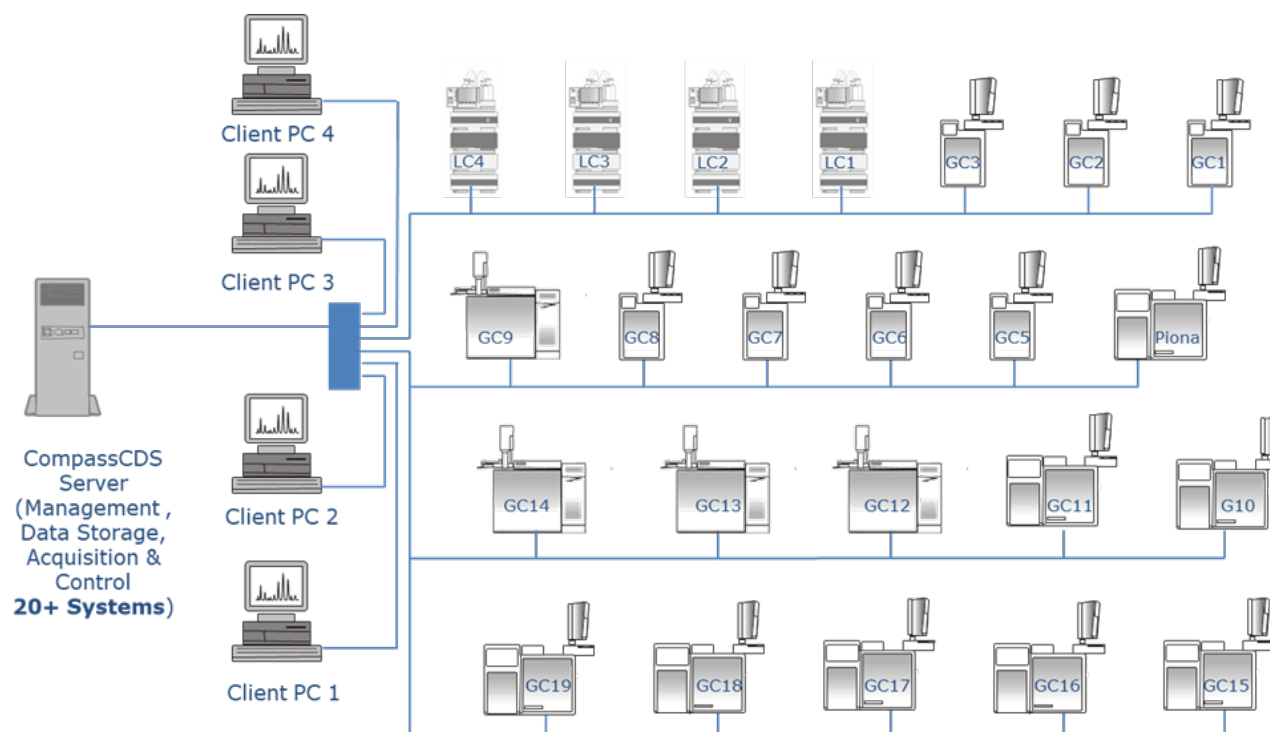 Client PC 4
LC4
LC3
LC2
LC1
GC3
GC2
GC1
Client PC 3
GC9
GC8
GC7
GC6
GC5
Piona
CompassCDS
Server
(Management ,
Data Storage,
Acquisition &
Control
20+ Systems)
Client PC 2
GC14
GC13
GC12
GC11
G10
Client PC 1
GC19
GC18
GC17
GC16
GC15